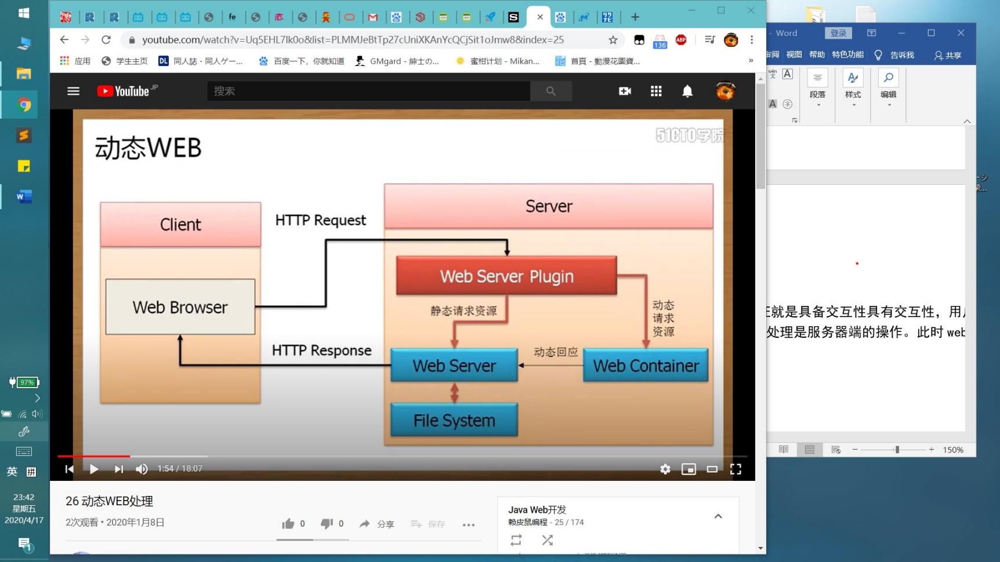 fe
youtube.com/watch?v=Uq5EHL7Ik0o&list=PLMMJeBtTp27cUniXKAnYcQCjSit1oJmw8&index=25
136
ABP
应用
学生主页
DL
同人誌・同人ゲー...
百度一下，你就知道
GMgard - 紳士の...
蜜柑计划 - Mikan...
首頁 - 動漫花園資...
»
YouTube JP
搜索
动态WEB
51CTO学院
Client
HTTP Request
Server
Web Browser
Web Server Plugin
静态请求资源
动态
请求
资源
HTTP Response
Web Server
动态回应
Web Container
File System
1:54 / 18:07
26 动态WEB处理
2次观看 • 2020年1月8日
0
0
分享
保存
Java Web开发
赖皮鼠编程 - 25 / 174
- Word
登录
审阅
视图
帮助
特色功能
告诉我
共享
wén
文
A
A
字
段落
样式
编辑
就是具备交互性具有交互性，用
处理是服务器端的操作。此时 web
150%
W
97%
英
拼
23:42
星期五
2020/4/17
1